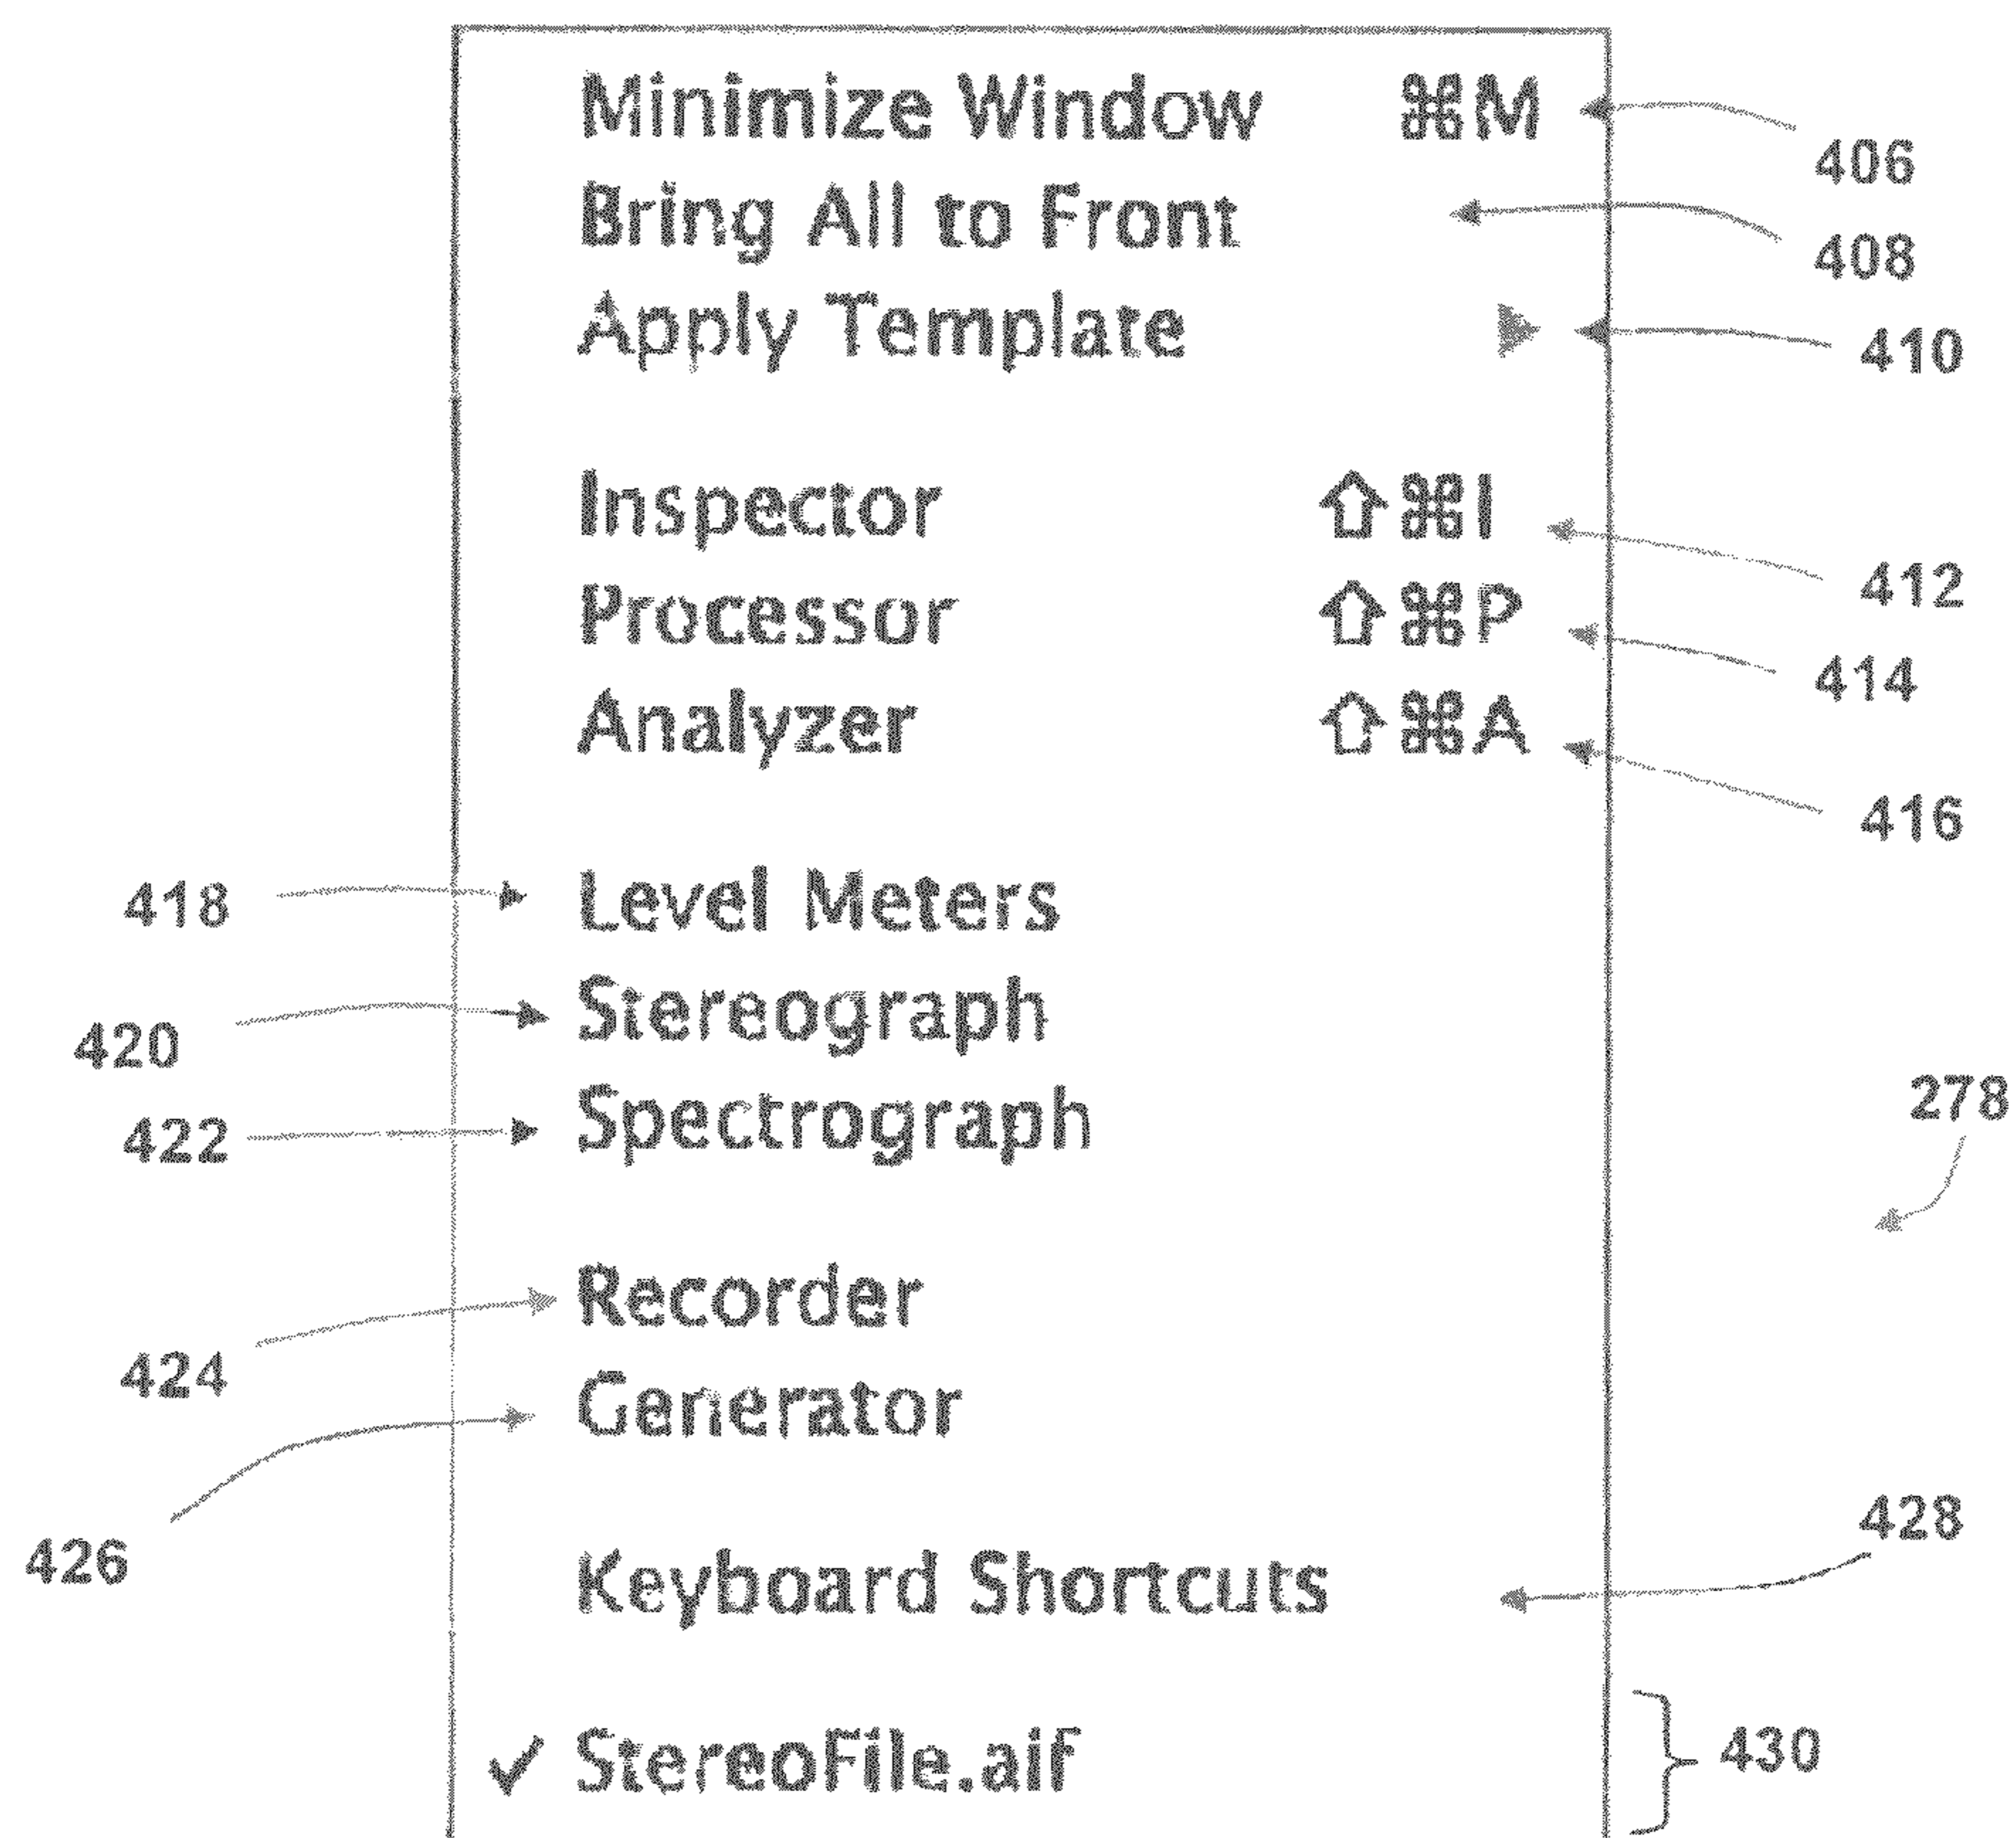 Minimize Window ⌘M
406
Bring All to Front
408
Apply Template ▶
410
Inspector ⇧⌘I
412
Processor ⇧⌘P
414
Analyzer ⇧⌘A
416
418 Level Meters
420 Stereograph
422 Spectrograph
278
424 Recorder
426 Generator
428
Keyboard Shortcuts
✓ StereoFile.aif 430